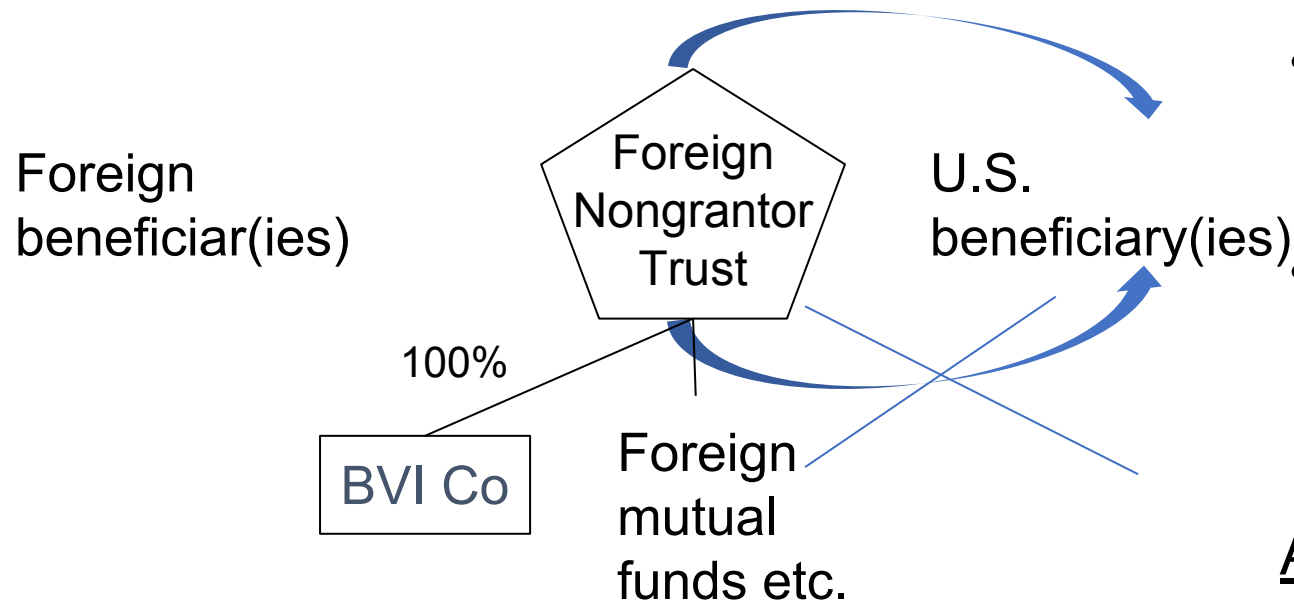 Foreign
beneficiar(ies)
Foreign
Nongrantor
Trust
U.S.
beneficiary(ies)
100%
BVI Co
Foreign
mutual
funds etc.
•
•
A